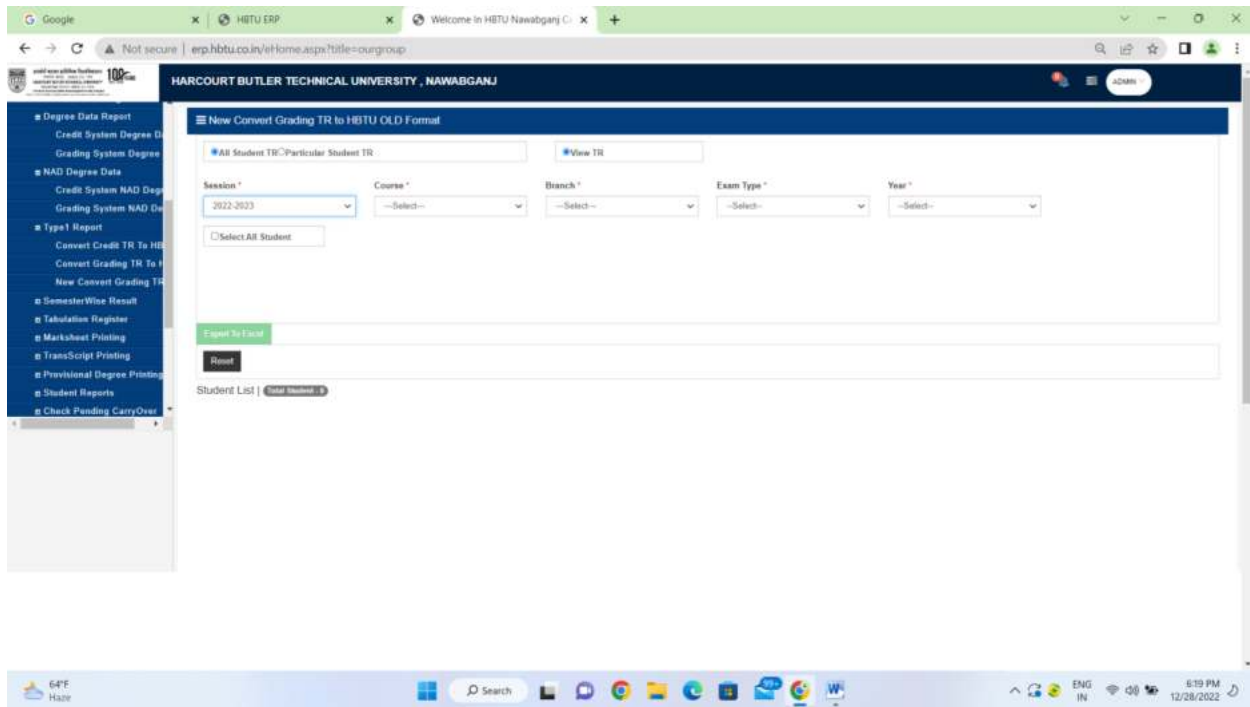 Google
HBTU ERP
Welcome In HBTU Nawabganj C
Not secure | erp.hbtu.co.in/eHome.aspx?title=ourgroup
HARCOURT BUTLER TECHNICAL UNIVERSITY , NAWABGANJ
ADMIN
Degree Data Report
Credit System Degree Da
Grading System Degree
NAD Degree Data
Credit System NAD Degr
Grading System NAD De
Type1 Report
Convert Credit TR To HB
Convert Grading TR To H
New Convert Grading TR
SemesterWise Result
Tabulation Register
Marksheet Printing
TransScript Printing
Provisional Degree Printing
Student Reports
Check Pending CarryOver
New Convert Grading TR to HBTU OLD Format
All Student TR Particular Student TR
View TR
Session * Course * Branch * Exam Type * Year *
2022-2023 ---Select--- ---Select--- --Select-- --Select--
Select All Student
Export To Excel
Reset
Student List | Total Student : 0
64°F
Haze
Search
99+
ENG
IN
6:19 PM
12/28/2022